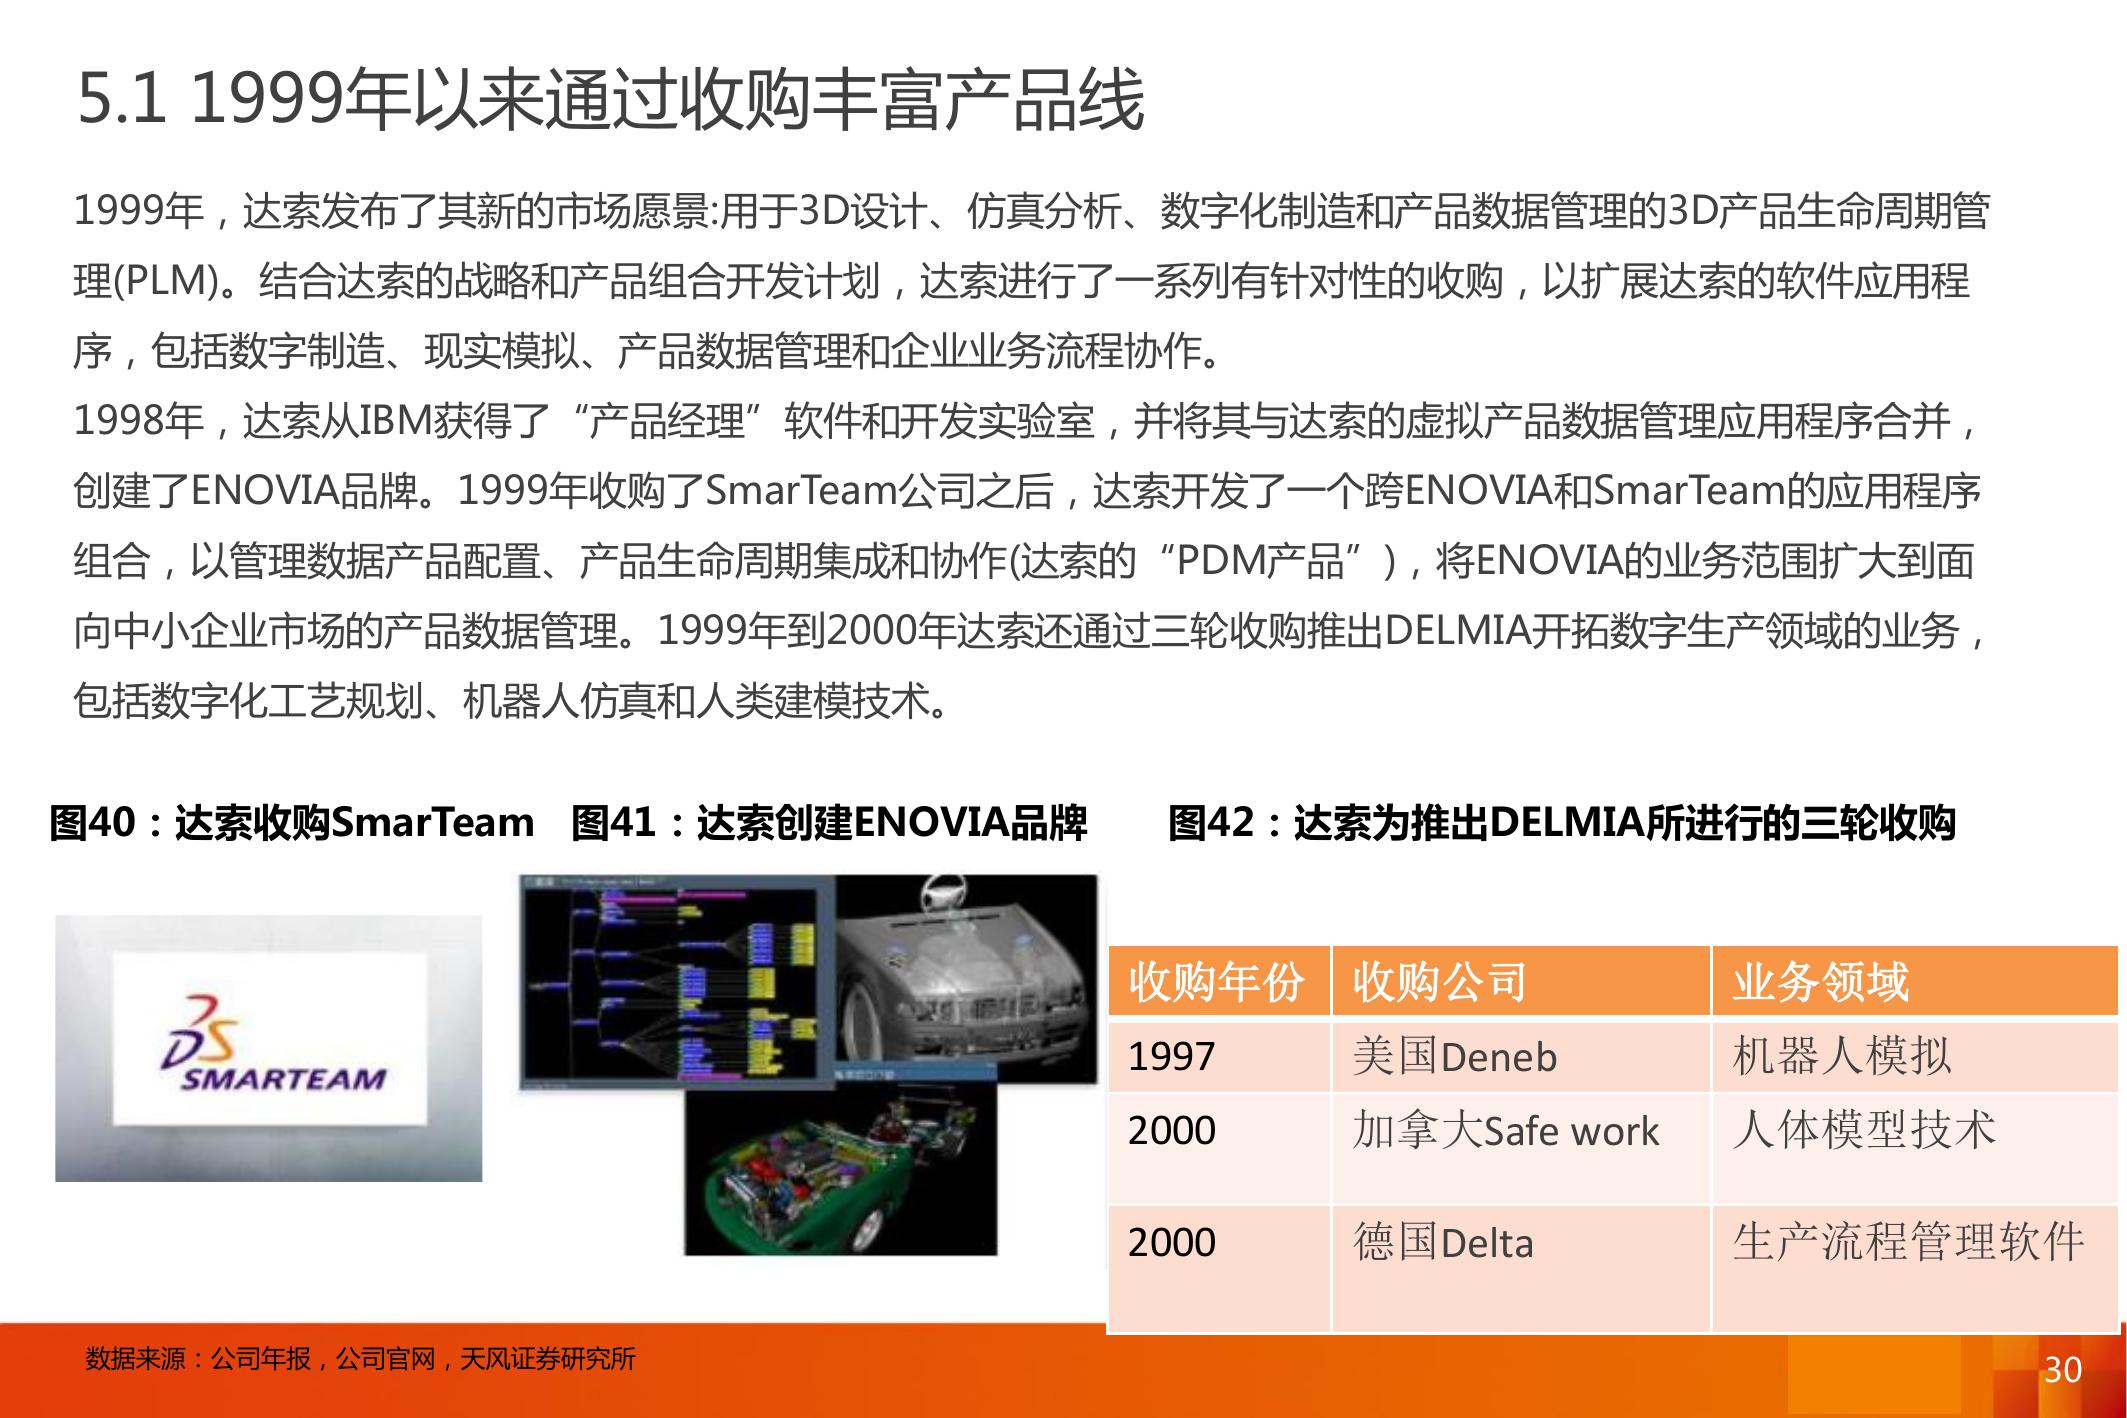 5.1 1999年以来通过收购丰富产品线
1999年，达索发布了其新的市场愿景:用于3D设计、仿真分析、数字化制造和产品数据管理的3D产品生命周期管
理(PLM)。结合达索的战略和产品组合开发计划，达索进行了一系列有针对性的收购，以扩展达索的软件应用程
序，包括数字制造、现实模拟、产品数据管理和企业业务流程协作。
1998年，达索从IBM获得了“产品经理”软件和开发实验室，并将其与达索的虚拟产品数据管理应用程序合并，
创建了ENOVIA品牌。1999年收购了SmarTeam公司之后，达索开发了一个跨ENOVIA和SmarTeam的应用程序
组合，以管理数据产品配置、产品生命周期集成和协作(达索的“PDM产品”)，将ENOVIA的业务范围扩大到面
向中小企业市场的产品数据管理。1999年到2000年达索还通过三轮收购推出DELMIA开拓数字生产领域的业务，
包括数字化工艺规划、机器人仿真和人类建模技术。
图40：达索收购SmarTeam
图41：达索创建ENOVIA品牌
图42：达索为推出DELMIA所进行的三轮收购
SMARTEAM
收购年份 收购公司 业务领域
1997 美国Deneb 机器人模拟
2000 加拿大Safe work 人体模型技术
2000 德国Delta 生产流程管理软件
数据来源：公司年报，公司官网，天风证券研究所
30